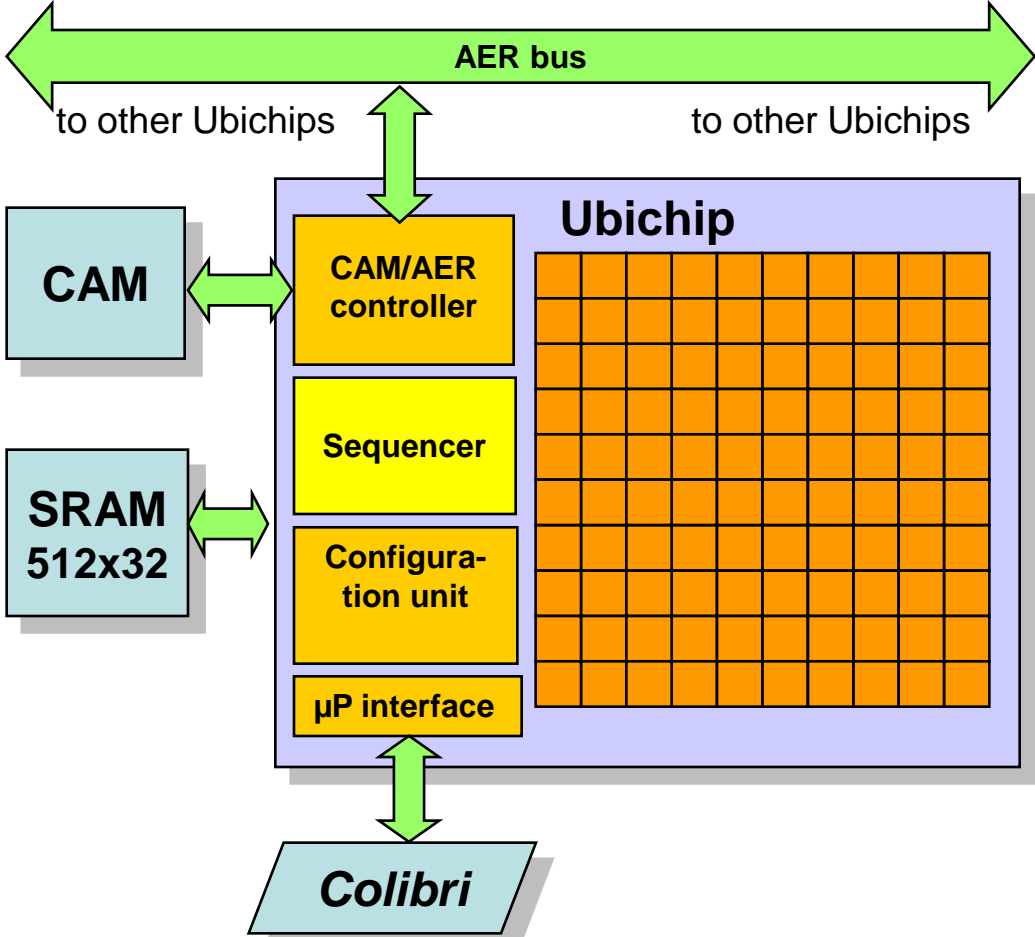 AER bus
to other Ubichips
to other Ubichips
Ubichip
CAM
CAM/AER
controller
Sequencer
SRAM
512x32
Configura-
tion unit
µP interface
Colibri